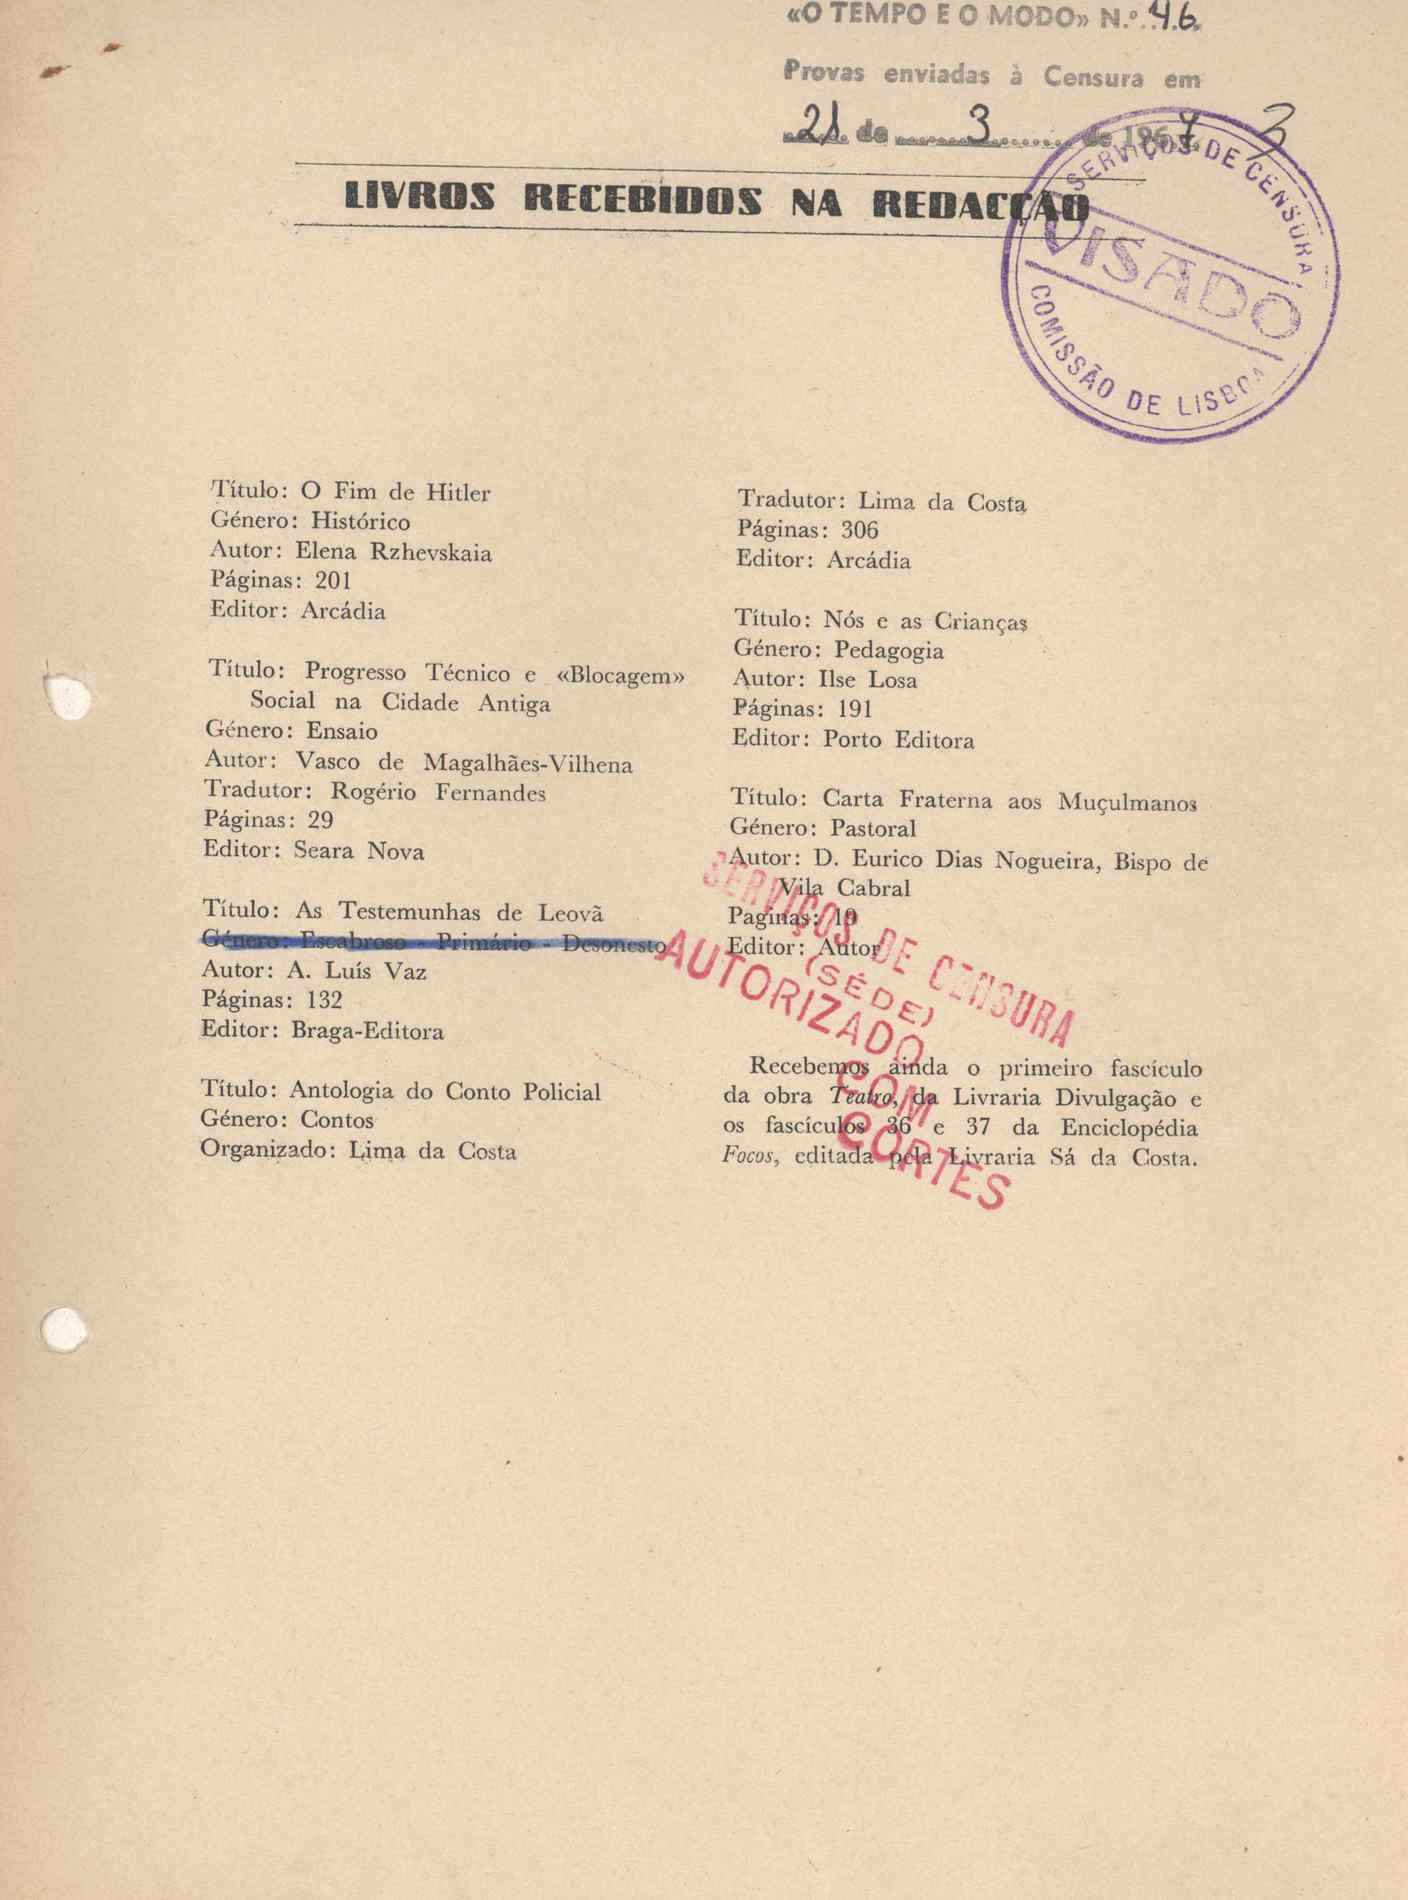 «O TEMPO E O MODO» N.º 46
Provas enviadas à Censura em
21 de 3 de 1967
3
LIVROS RECEBIDOS NA REDACÇÃO
SERVIÇOS DE CENSURA
VISADO
COMISSÃO DE LISBOA
Título: O Fim de Hitler
Género: Histórico
Autor: Elena Rzhevskaia
Páginas: 201
Editor: Arcádia
Título: Progresso Técnico e «Blocagem»
Social na Cidade Antiga
Género: Ensaio
Autor: Vasco de Magalhães-Vilhena
Tradutor: Rogério Fernandes
Páginas: 29
Editor: Seara Nova
Título: As Testemunhas de Leovã
Género: Escabroso - Primário - Desonesto
Autor: A. Luís Vaz
Páginas: 132
Editor: Braga-Editora
Título: Antologia do Conto Policial
Género: Contos
Organizado: Lima da Costa
Tradutor: Lima da Costa
Páginas: 306
Editor: Arcádia
Título: Nós e as Crianças
Género: Pedagogia
Autor: Ilse Losa
Páginas: 191
Editor: Porto Editora
Título: Carta Fraterna aos Muçulmanos
Género: Pastoral
Autor: D. Eurico Dias Nogueira, Bispo de
Vila Cabral
Paginas: 19
Editor: Autor
SERVIÇOS DE CENSURA
(SÉDE)
AUTORIZADO
COM
CORTES
Recebemos ainda o primeiro fascículo
da obra Teatro, da Livraria Divulgação e
os fascículos 36 e 37 da Enciclopédia
Focos, editada pela Livraria Sá da Costa.